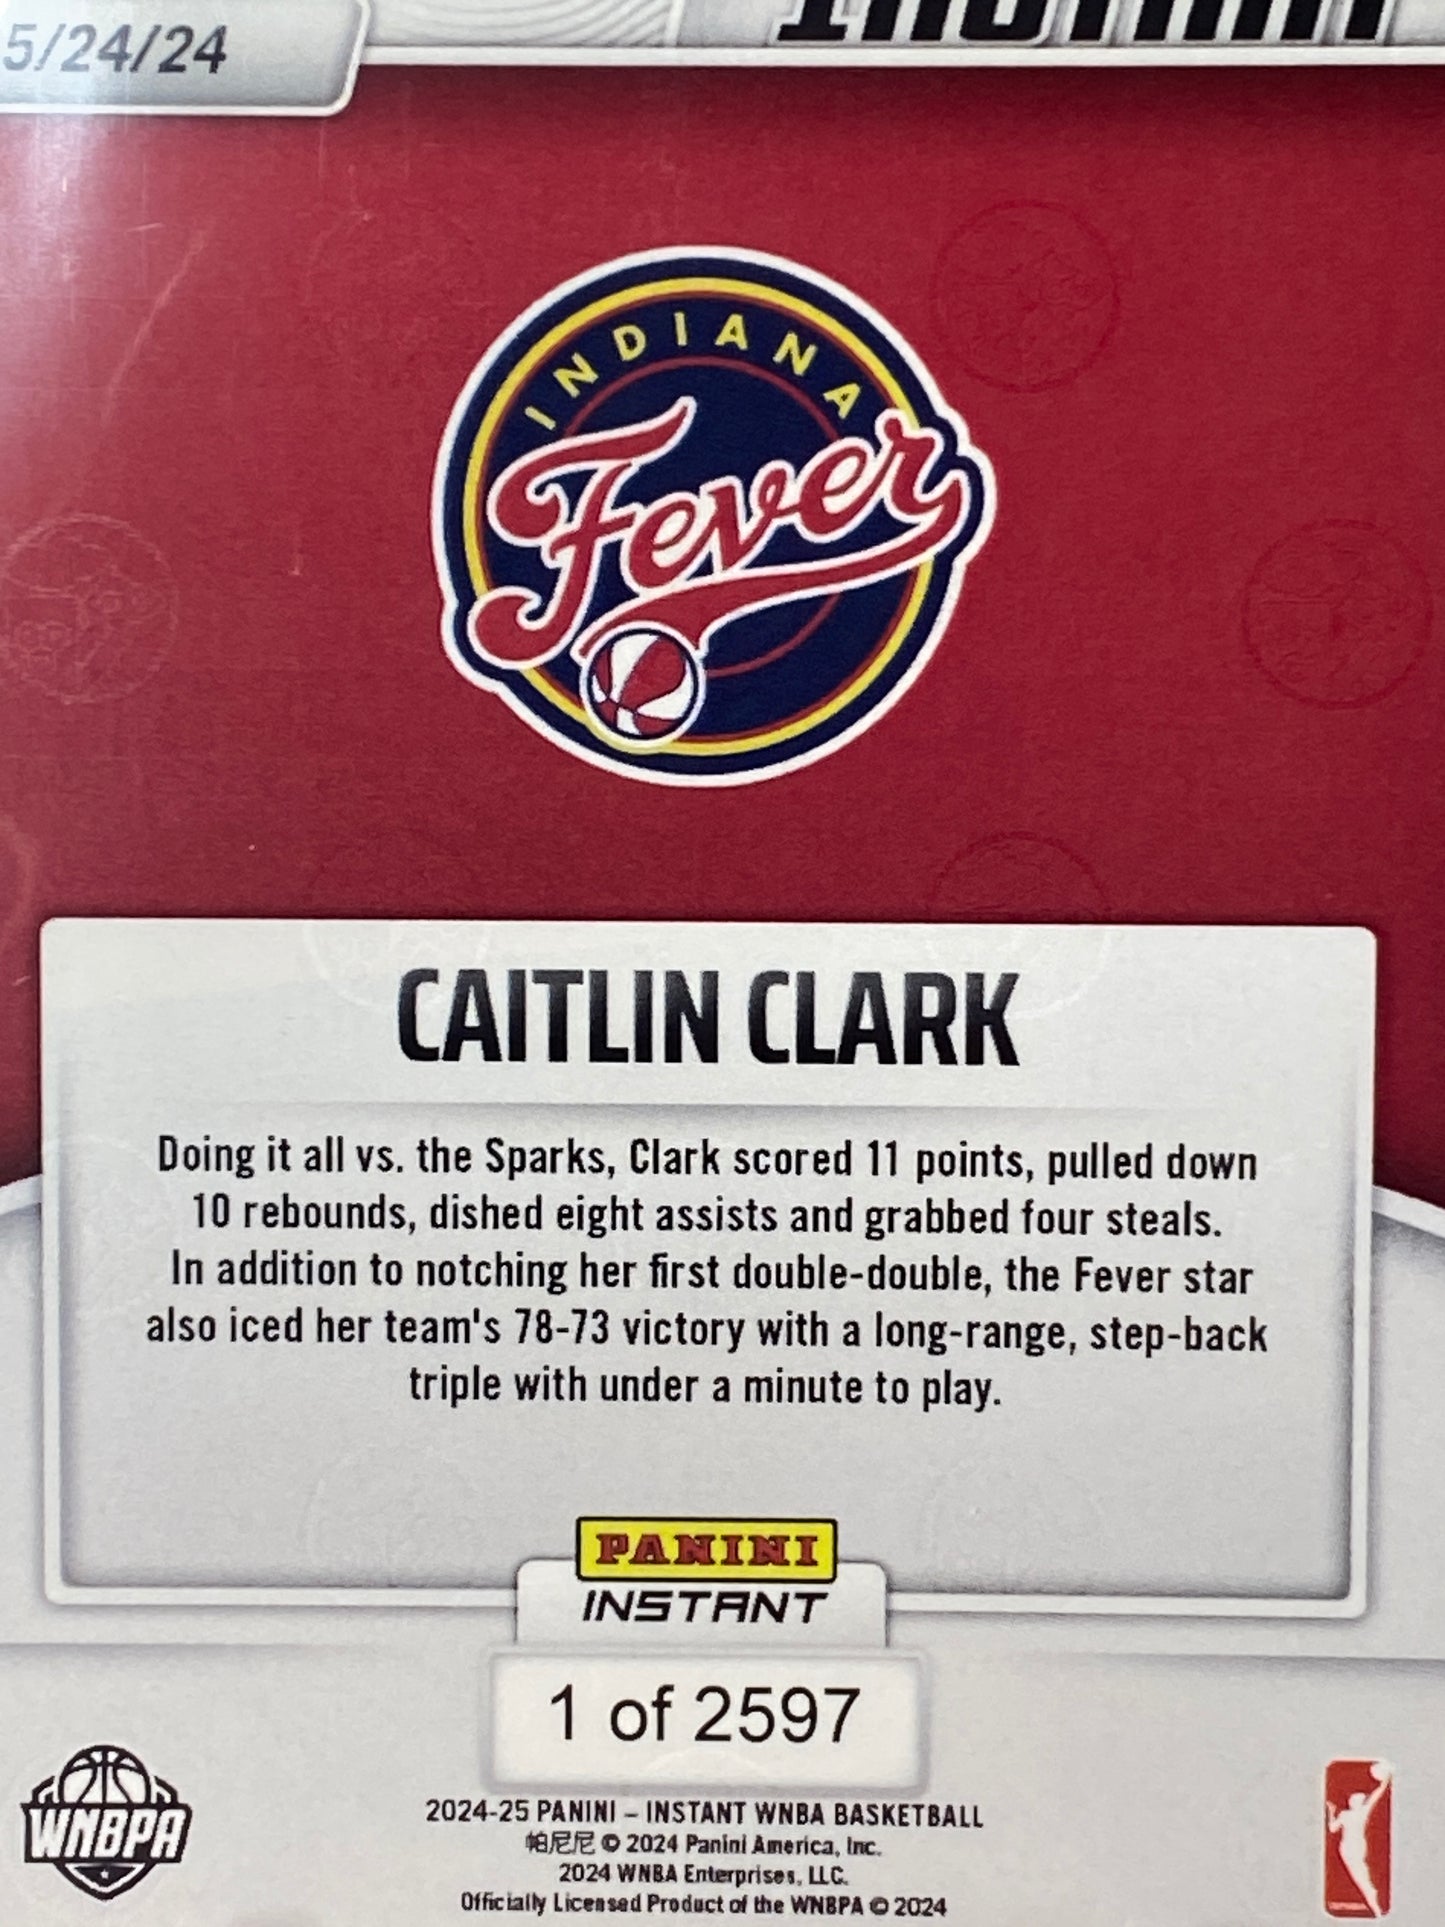 5/24/24
INSTANT
INDIANA
Fever
CAITLIN CLARK
Doing it all vs. the Sparks, Clark scored 11 points, pulled down
10 rebounds, dished eight assists and grabbed four steals.
In addition to notching her first double-double, the Fever star
also iced her team's 78-73 victory with a long-range, step-back
triple with under a minute to play.
PANINI
INSTANT
1 of 2597
WNBPA
2024-25 PANINI – INSTANT WNBA BASKETBALL
帕尼尼 © 2024 Panini America, Inc.
2024 WNBA Enterprises, LLC.
Officially Licensed Product of the WNBPA © 2024